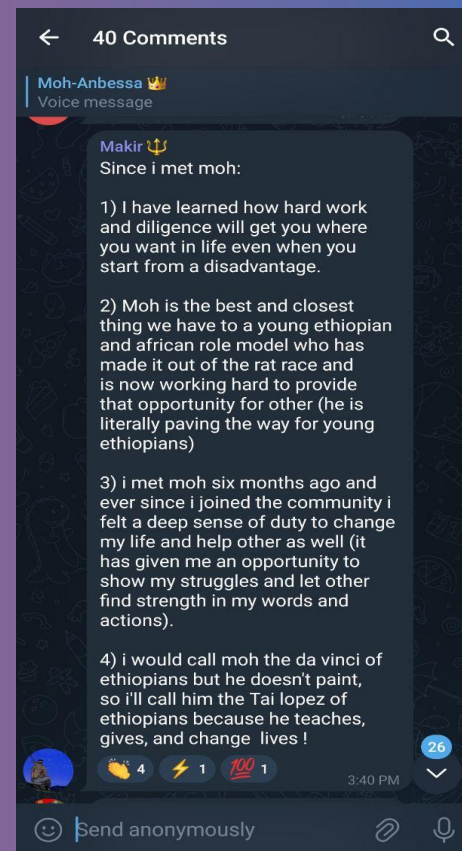 40 Comments
Moh-Anbessa 👑
Voice message
Makir 🔱
Since i met moh:
1) I have learned how hard work
and diligence will get you where
you want in life even when you
start from a disadvantage.
2) Moh is the best and closest
thing we have to a young ethiopian
and african role model who has
made it out of the rat race and
is now working hard to provide
that opportunity for other (he is
literally paving the way for young
ethiopians)
3) i met moh six months ago and
ever since i joined the community i
felt a deep sense of duty to change
my life and help other as well (it
has given me an opportunity to
show my struggles and let other
find strength in my words and
actions).
4) i would call moh the da vinci of
ethiopians but he doesn't paint,
so i'll call him the Tai lopez of
ethiopians because he teaches,
gives, and change  lives !
👏 4 ⚡ 1 💯 1
26
3:40 PM
Send anonymously